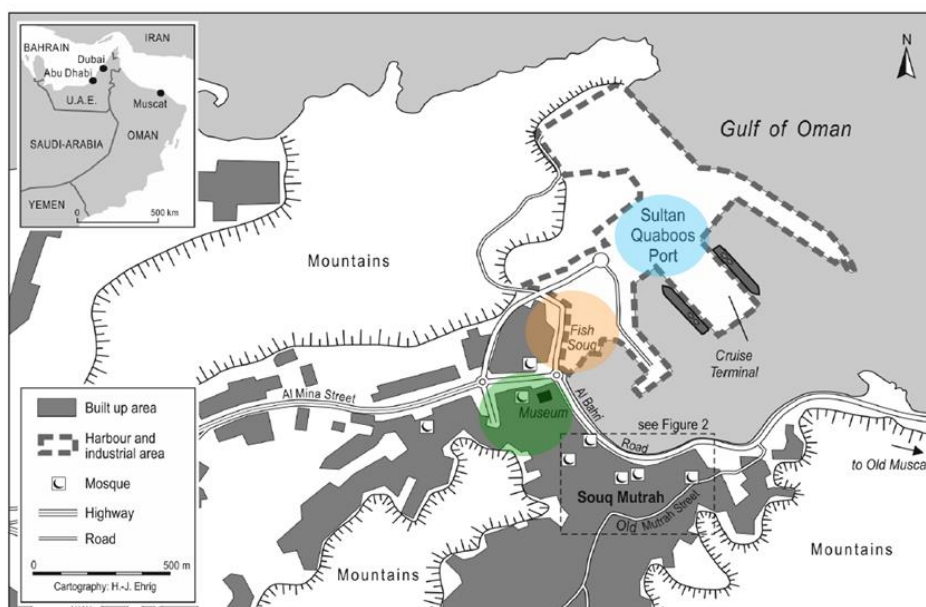 BAHRAIN
IRAN
Dubai
Abu Dhabi
U.A.E.
Muscat
OMAN
SAUDI-ARABIA
YEMEN
0 500 km
N
Gulf of Oman
Sultan
Quaboos
Port
Mountains
Fish
Souq
Cruise
Terminal
Al Mina Street
Museum
Al Bahri
Road
see Figure 2
to Old Musca
Souq Mutrah
Old Mutrah Street
Mountains
Mountains
Built up area
Harbour and
industrial area
Mosque
Highway
Road
0 500 m
Cartography: H.-J. Ehrig